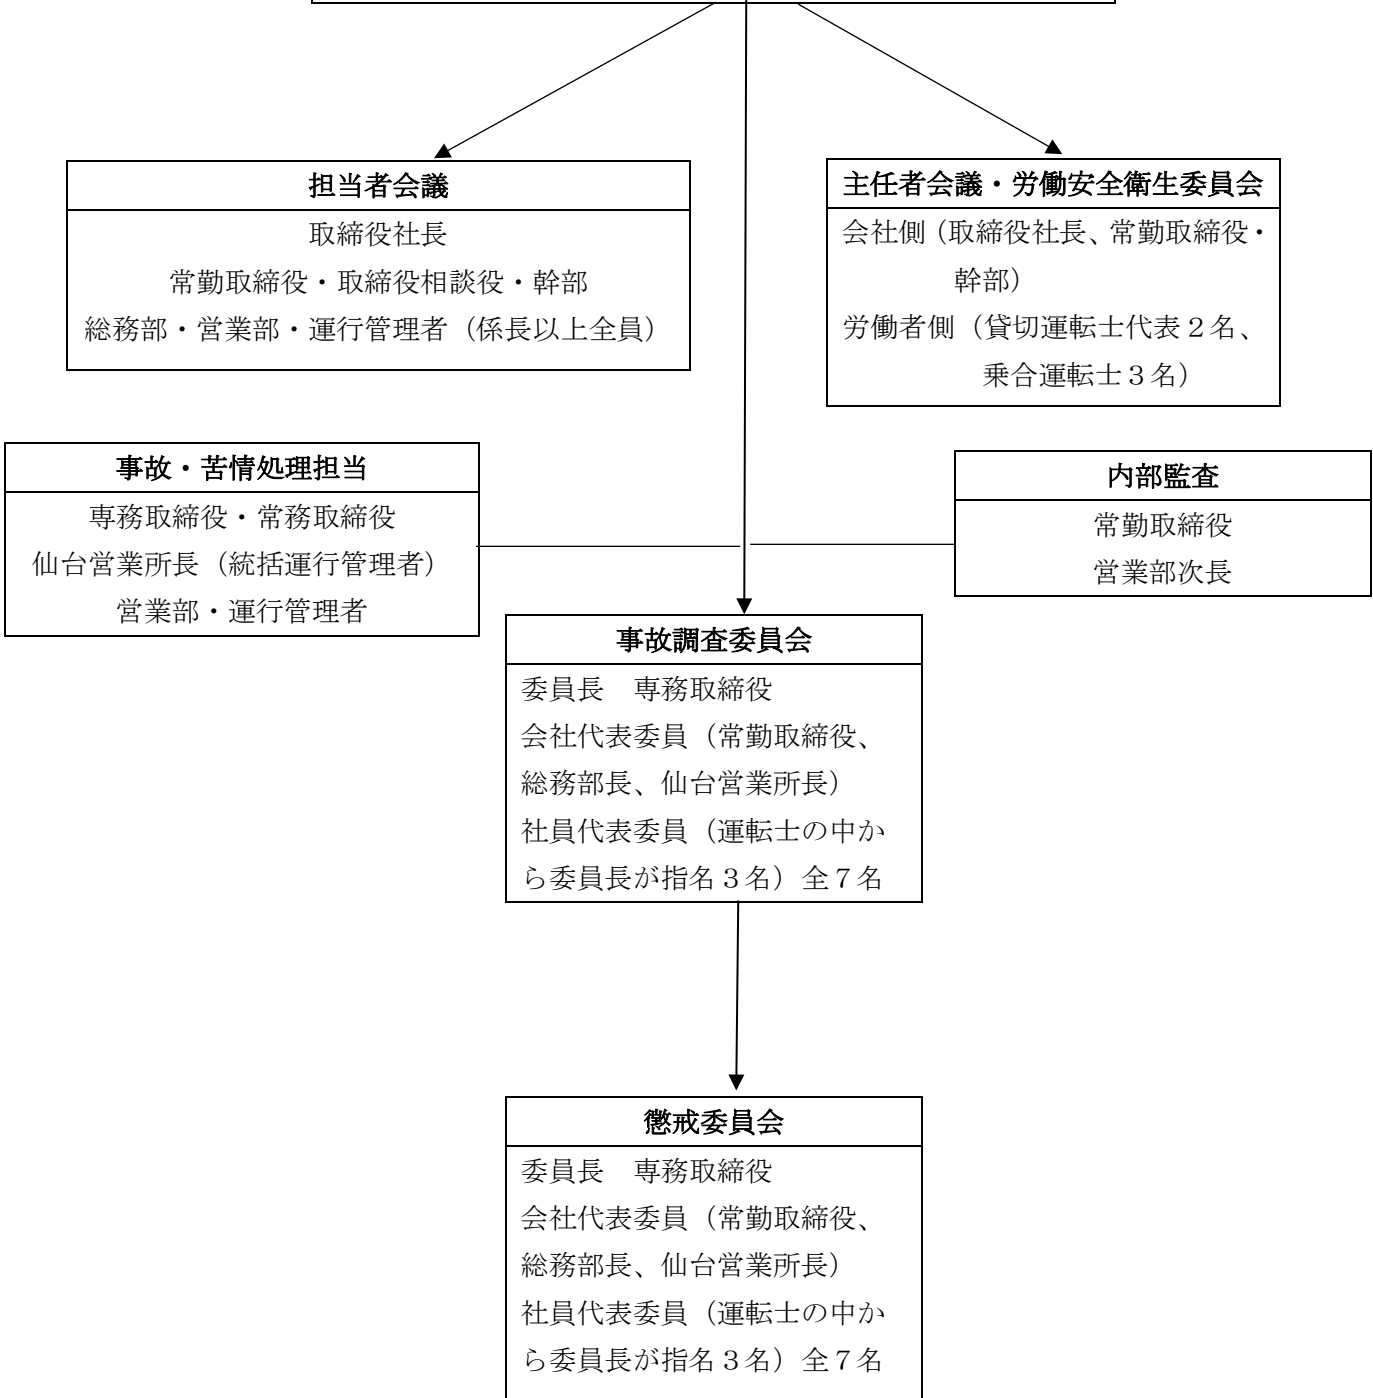 担当者会議
取締役社長
常勤取締役・取締役相談役・幹部
総務部・営業部・運行管理者（係長以上全員）
主任者会議・労働安全衛生委員会
会社側（取締役社長、常勤取締役・
幹部）
労働者側（貸切運転士代表２名、
乗合運転士３名）
事故・苦情処理担当
専務取締役・常務取締役
仙台営業所長（統括運行管理者）
営業部・運行管理者
内部監査
常勤取締役
営業部次長
事故調査委員会
委員長　専務取締役
会社代表委員（常勤取締役、
総務部長、仙台営業所長）
社員代表委員（運転士の中か
ら委員長が指名３名）全７名
懲戒委員会
委員長　専務取締役
会社代表委員（常勤取締役、
総務部長、仙台営業所長）
社員代表委員（運転士の中か
ら委員長が指名３名）全７名